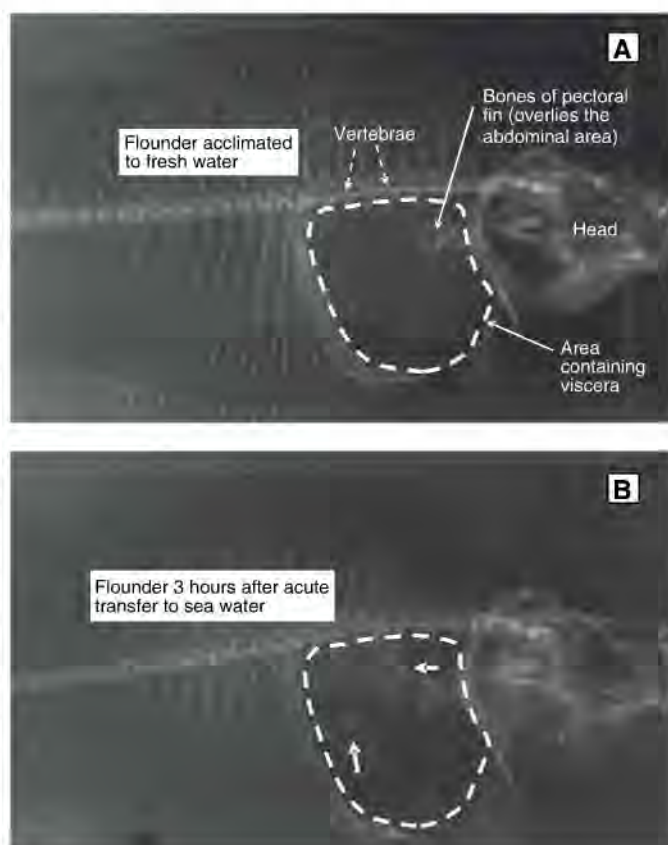 A
Bones of pectoral
fin (overlies the
abdominal area)
Vertebrae
Flounder acclimated
to fresh water
Head
Area
containing
viscera
B
Flounder 3 hours after acute
transfer to sea water